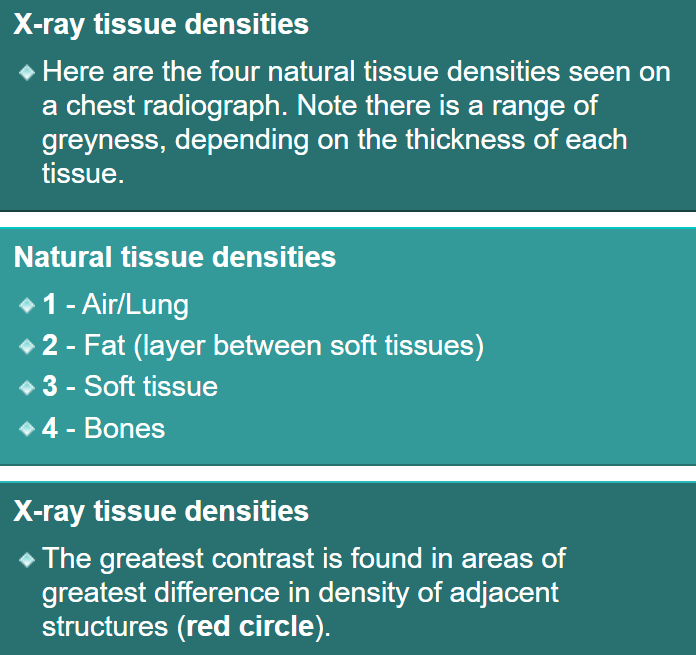 X-ray tissue densities
Here are the four natural tissue densities seen on
a chest radiograph. Note there is a range of
greyness, depending on the thickness of each
tissue.
Natural tissue densities
1 - Air/Lung
2 - Fat (layer between soft tissues)
3 - Soft tissue
4 - Bones
X-ray tissue densities
The greatest contrast is found in areas of
greatest difference in density of adjacent
structures (red circle).